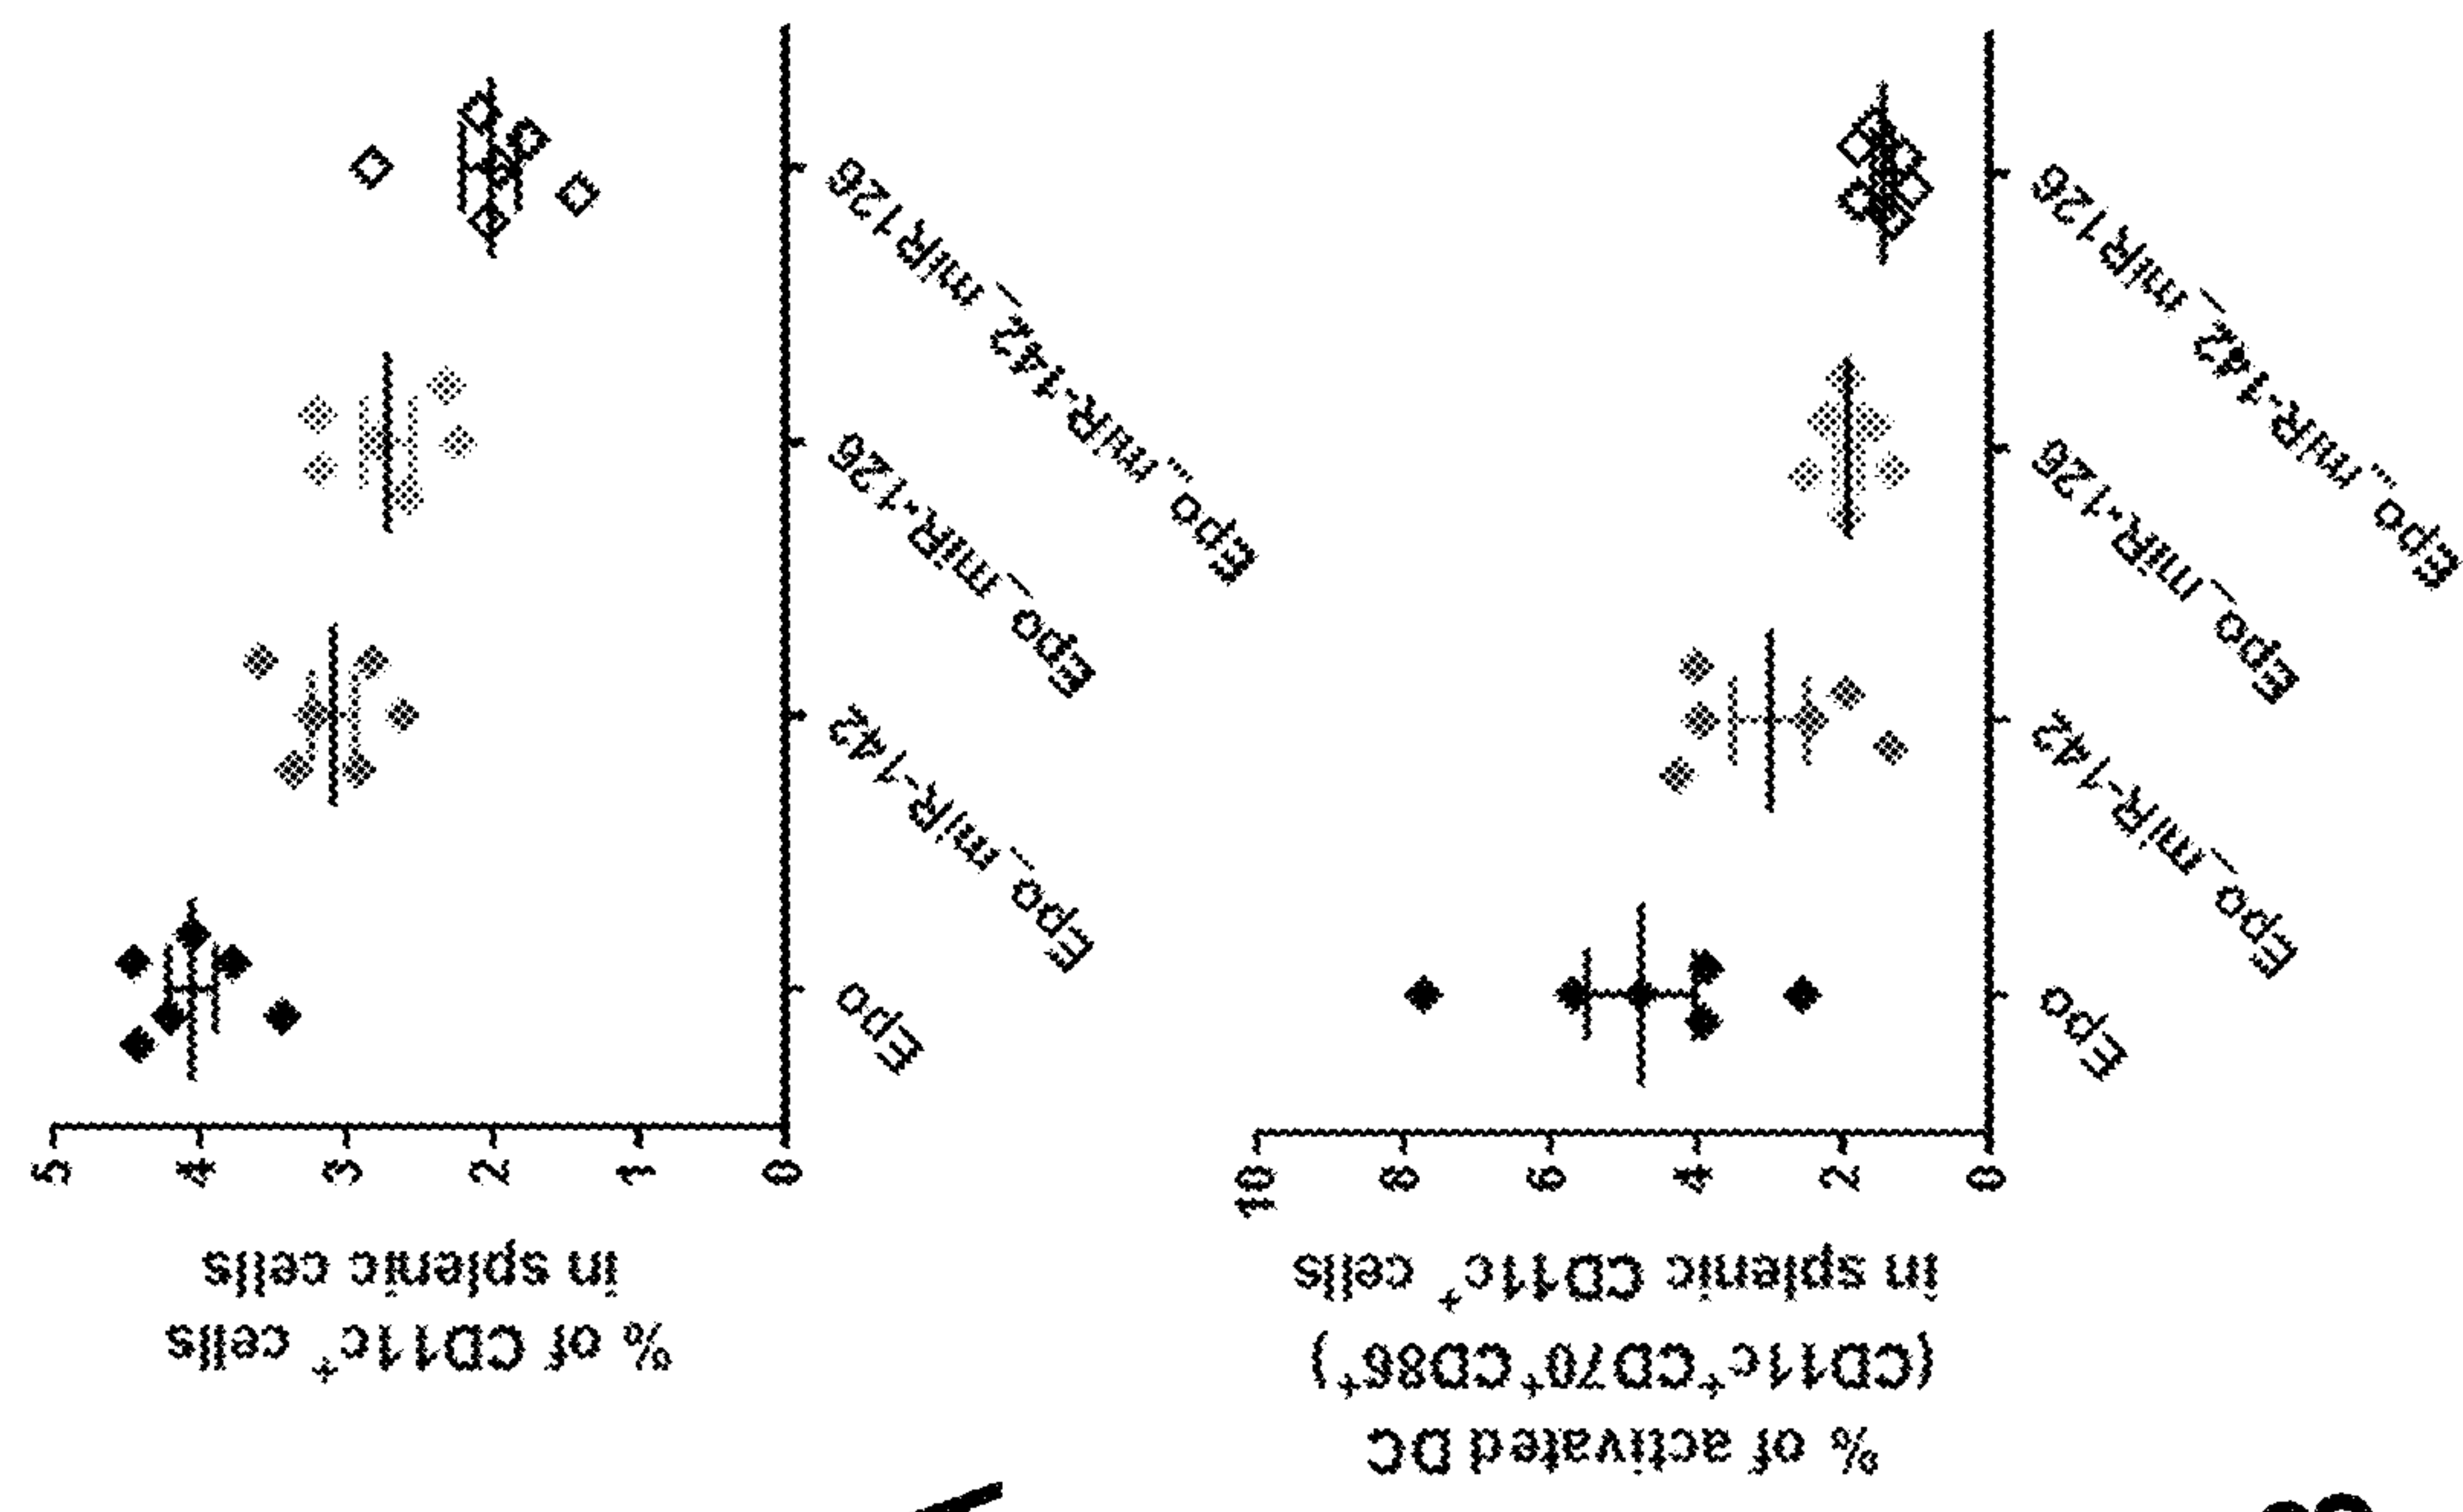 % of CD11c+ cells
in splenic cells
5
4
3
2
1
0
Epo
Epo_miR-142
Epo_miR-126
Epo_miR-142_miR126
% of activated DC
(CD11c+CD70+CD86+)
in splenic CD11c+ cells
10
8
6
4
2
0
Epo
Epo_miR-142
Epo_miR-126
Epo_miR-142_miR126